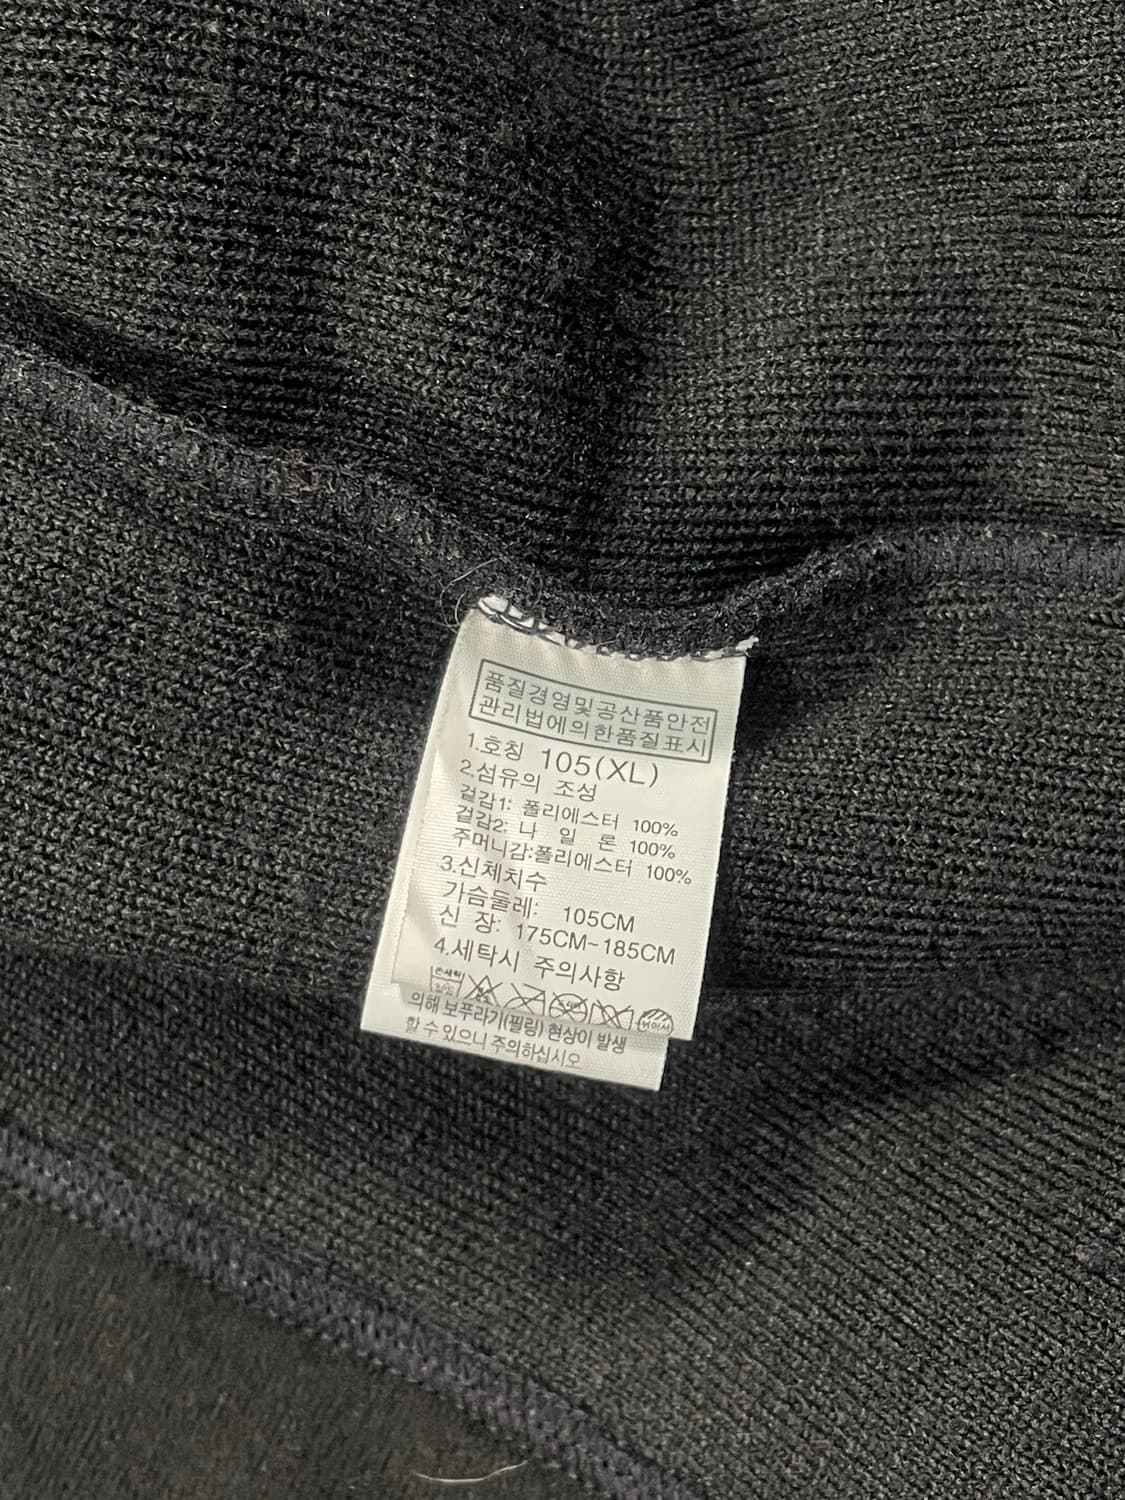 품질경영및공산품안전
관리법에의한품질표시
1.호칭 105(XL)
2.섬유의 조성
겉감1: 폴리에스터 100%
겉감2: 나 일 론 100%
주머니감:폴리에스터 100%
3.신체치수
가슴둘레: 105CM
신 장: 175CM~185CM
4.세탁시 주의사항
손세탁
30℃
의해 보푸라기(필링) 현상이 발생
할 수 있으니 주의하십시오